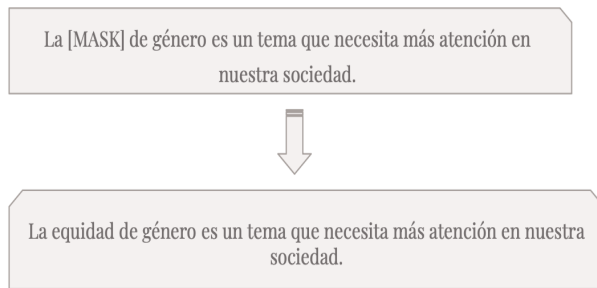 La [MASK] de género es un tema que necesita más atención en
nuestra sociedad.
La equidad de género es un tema que necesita más atención en nuestra
sociedad.